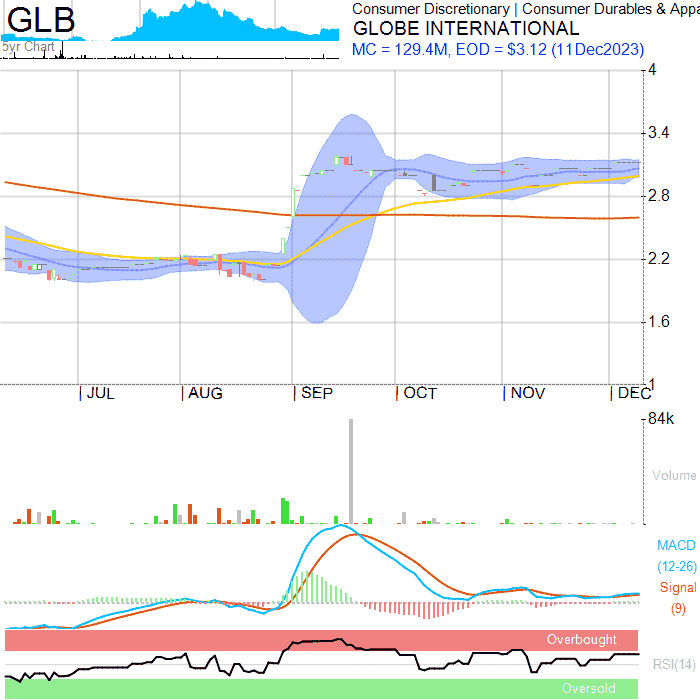 GLB
5yr Chart
Consumer Discretionary | Consumer Durables & Appa
GLOBE INTERNATIONAL
MC = 129.4M, EOD = $3.12 (11Dec2023)
4
3.4
2.8
2.2
1.6
1
JUL AUG SEP OCT NOV DEC
84k
Volume
MACD
(12-26)
Signal
(9)
Overbought
RSI(14)
Oversold